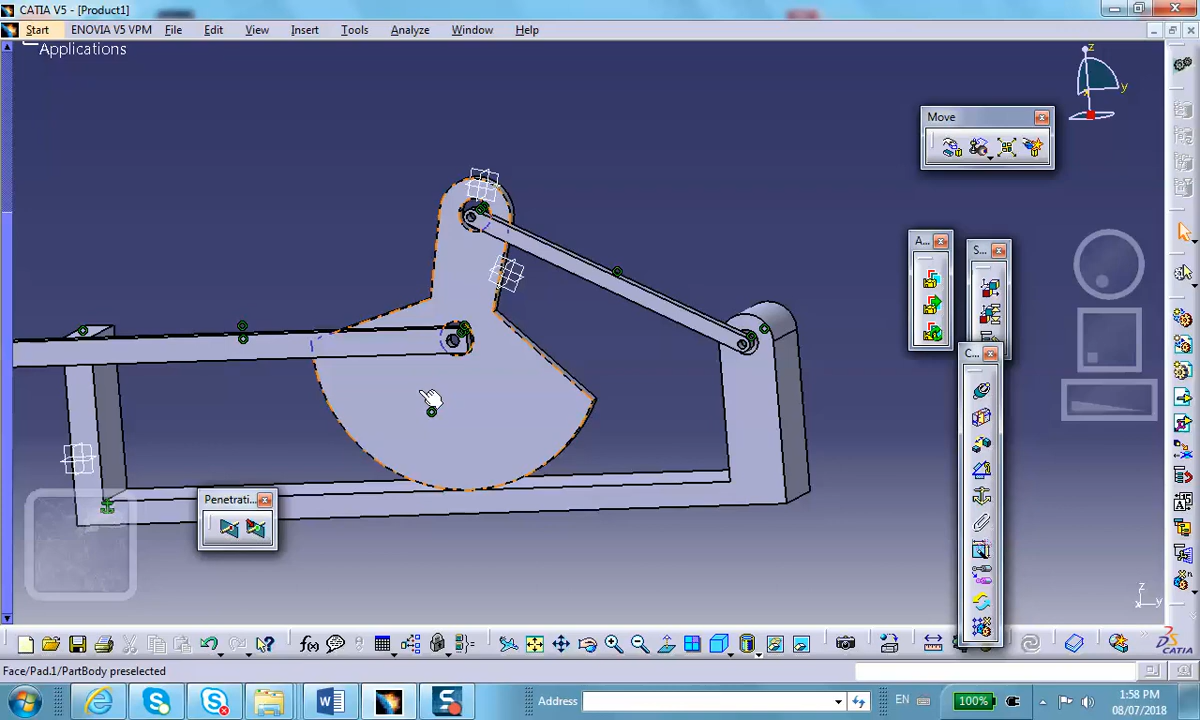 CATIA V5 - [Product1]
Start ENOVIA V5 VPM File Edit View Insert Tools Analyze Window Help
Applications
z
y
x
Move
A...
S...
C...
Penetrati...
f(x)
z
x y
CATIA
Face/Pad.1/PartBody preselected
Address
EN
100%
1:58 PM
08/07/2018